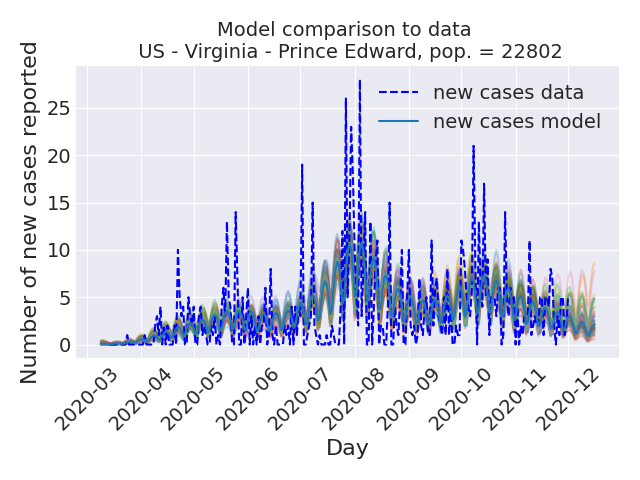 Model comparison to data
US - Virginia - Prince Edward, pop. = 22802
Number of new cases reported
25
20
15
10
5
0
new cases data
new cases model
2020-03
2020-04
2020-05
2020-06
2020-07
2020-08
2020-09
2020-10
2020-11
2020-12
Day